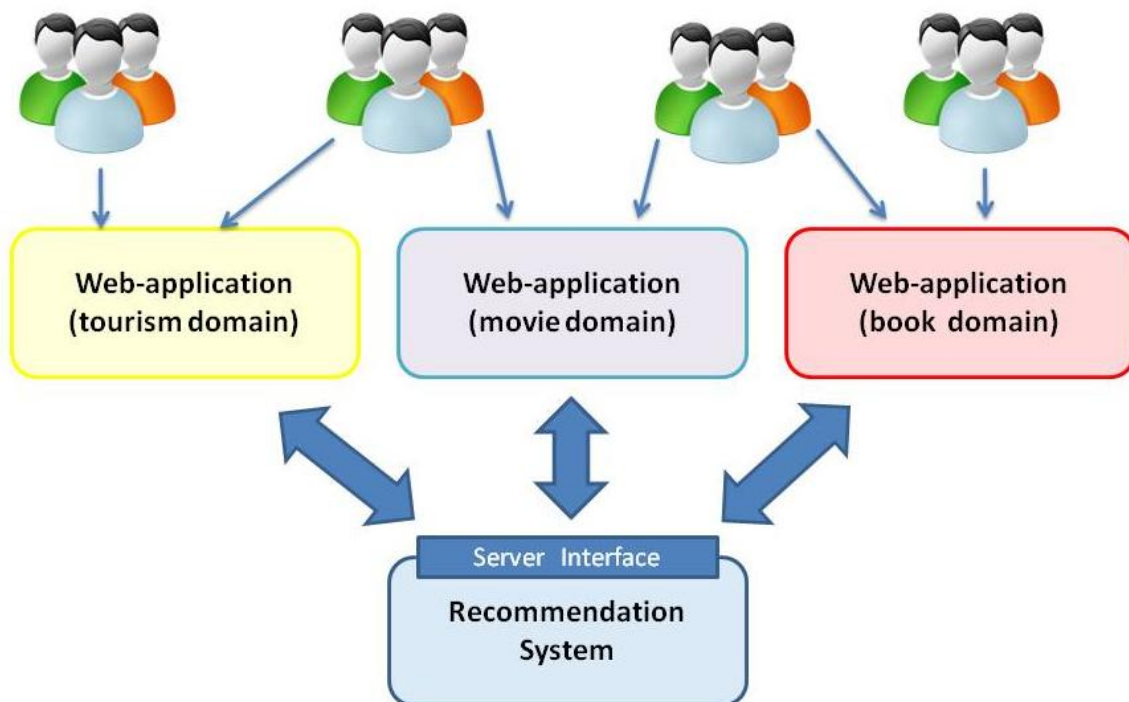 Web-application
(tourism domain)
Web-application
(movie domain)
Web-application
(book domain)
Server Interface
Recommendation
System